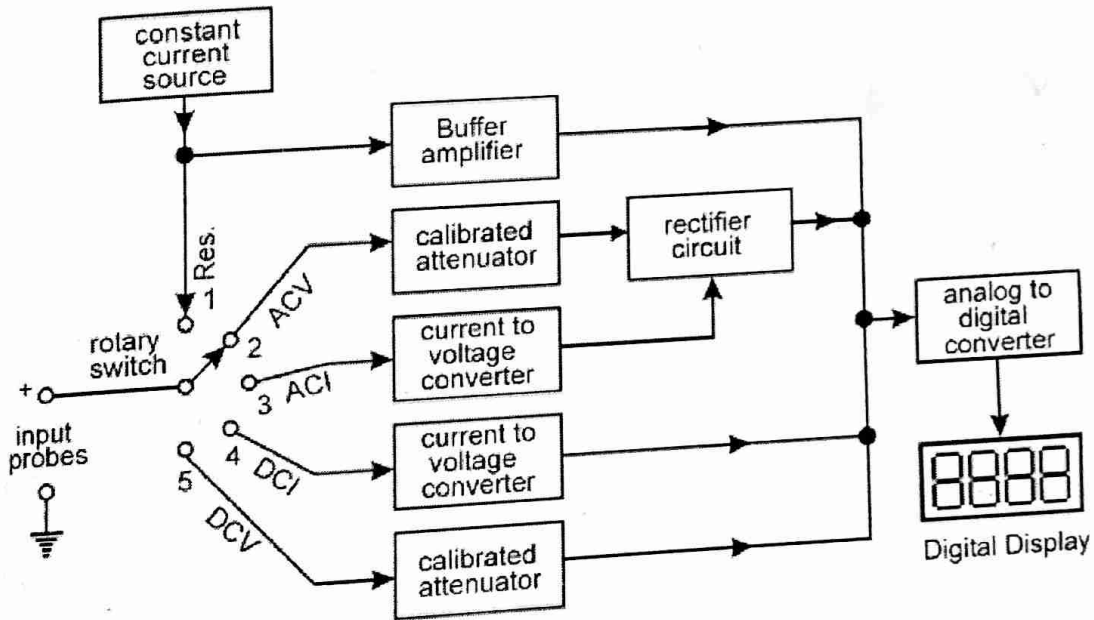 constant
current
source
Buffer
amplifier
calibrated
attenuator
rectifier
circuit
Res.
1
ACV
2
rotary
switch
+
input
probes
3
ACI
current to
voltage
converter
analog to
digital
converter
4
DCI
current to
voltage
converter
5
DCV
calibrated
attenuator
8888
Digital Display